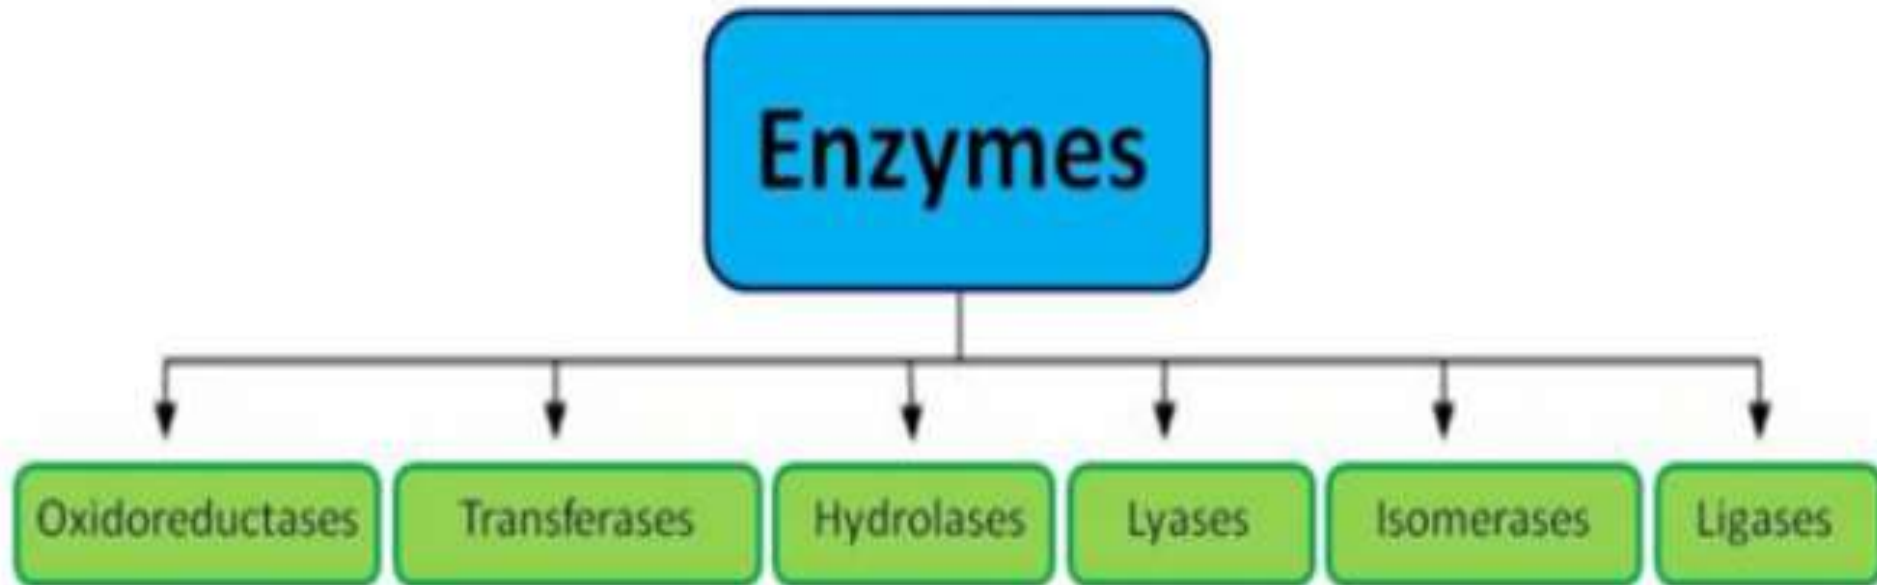 Enzymes
Oxidoreductases
Transferases
Hydrolases
Lyases
Isomerases
Ligases